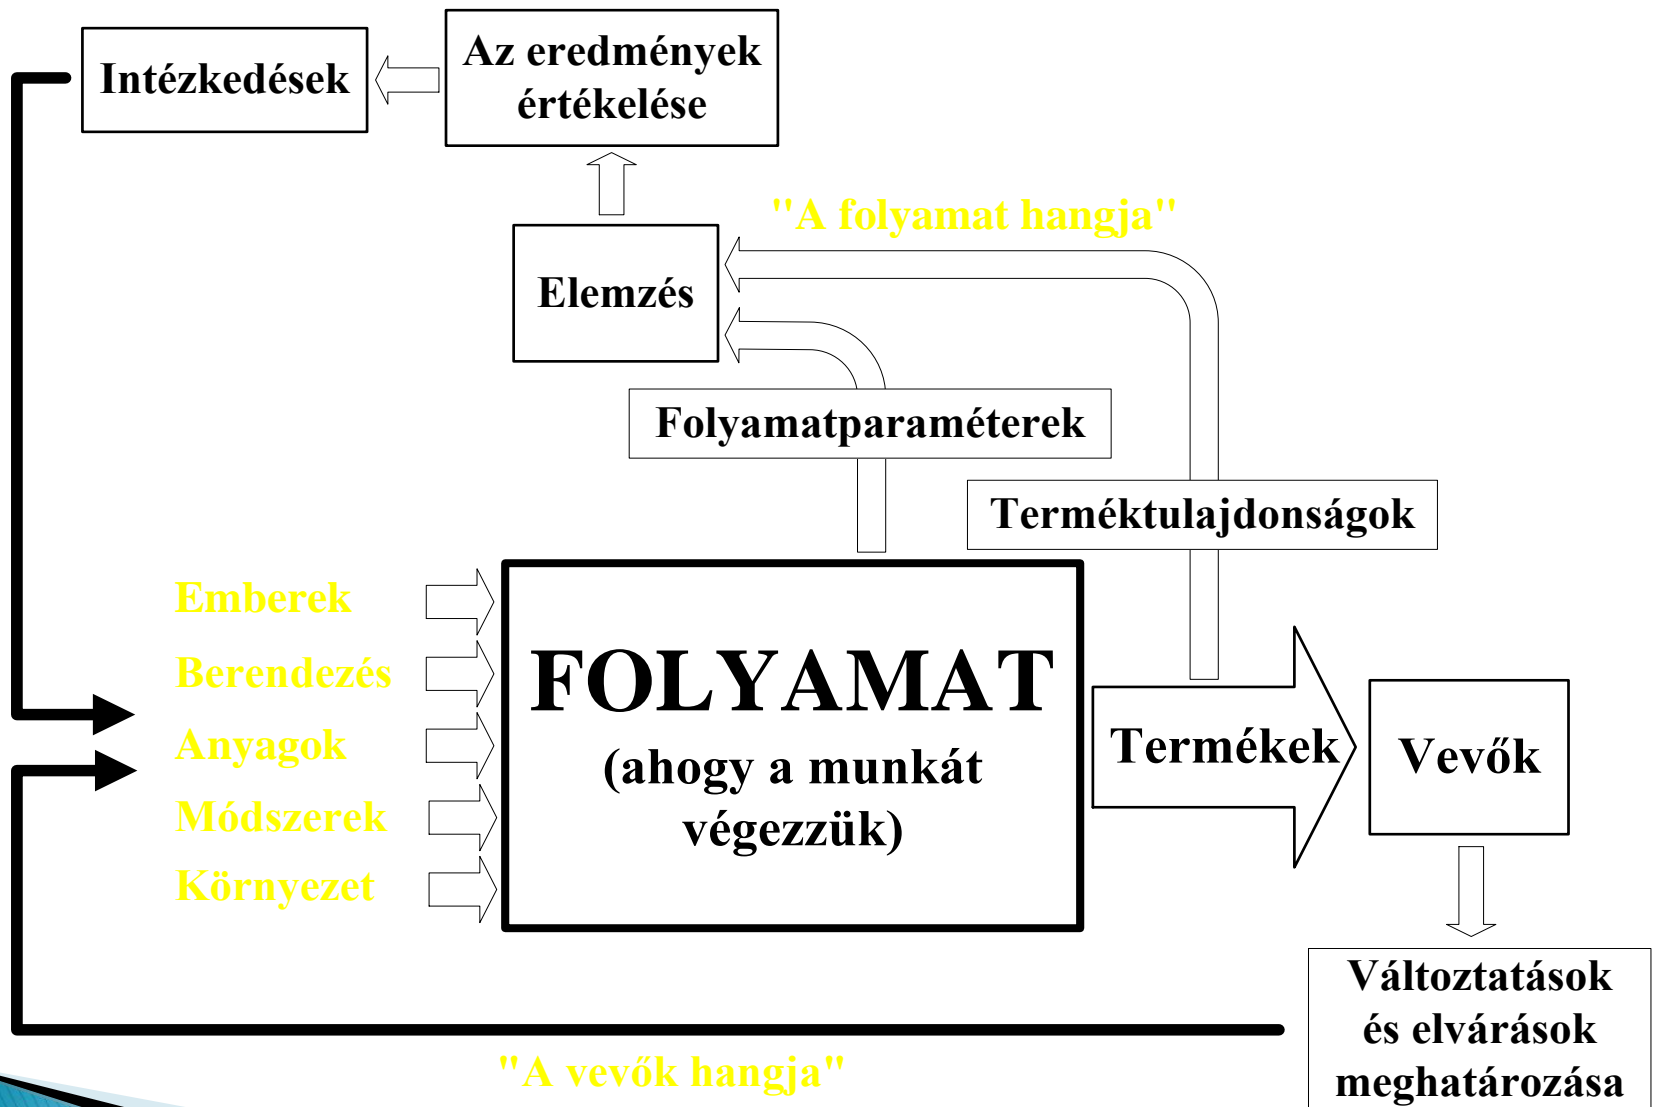 Intézkedések
Az eredmények
értékelése
"A folyamat hangja"
Elemzés
Folyamatparaméterek
Terméktulajdonságok
Emberek
Berendezés
Anyagok
Módszerek
Környezet
FOLYAMAT
(ahogy a munkát
végezzük)
Termékek
Vevők
Változtatások
és elvárások
meghatározása
"A vevők hangja"